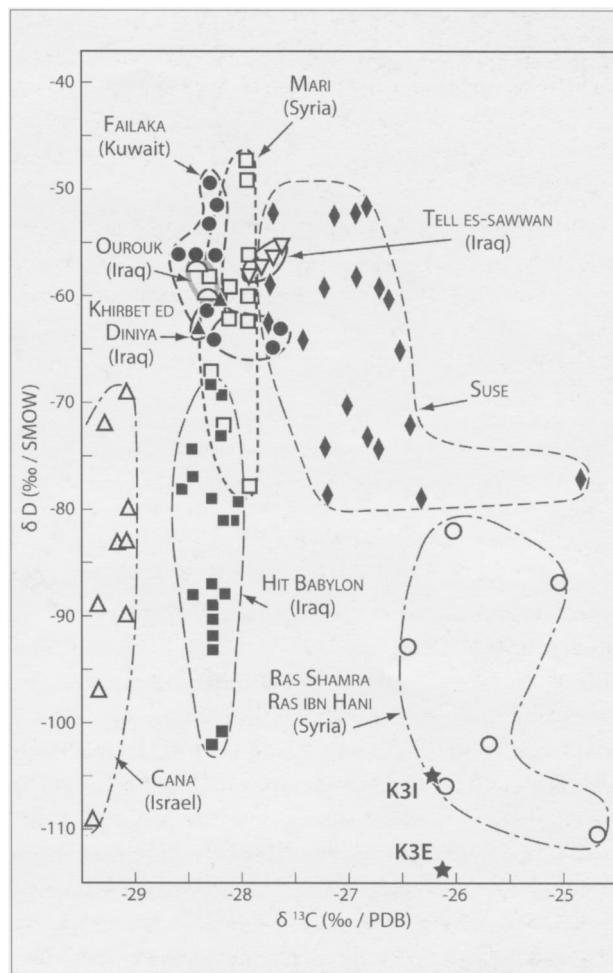 -40
-50
-60
-70
-80
-90
-100
-110
δ D (‰ / SMOW)
MARI
(Syria)
FAILAKA
(Kuwait)
TELL ES-SAWWAN
(Iraq)
OUROUK
(Iraq)
KHIRBET ED
DINIYA
(Iraq)
SUSE
HIT BABYLON
(Iraq)
RAS SHAMRA
RAS IBN HANI
(Syria)
CANA
(Israel)
K3I
K3E
-29
-28
-27
-26
-25
δ ¹³C (‰ / PDB)